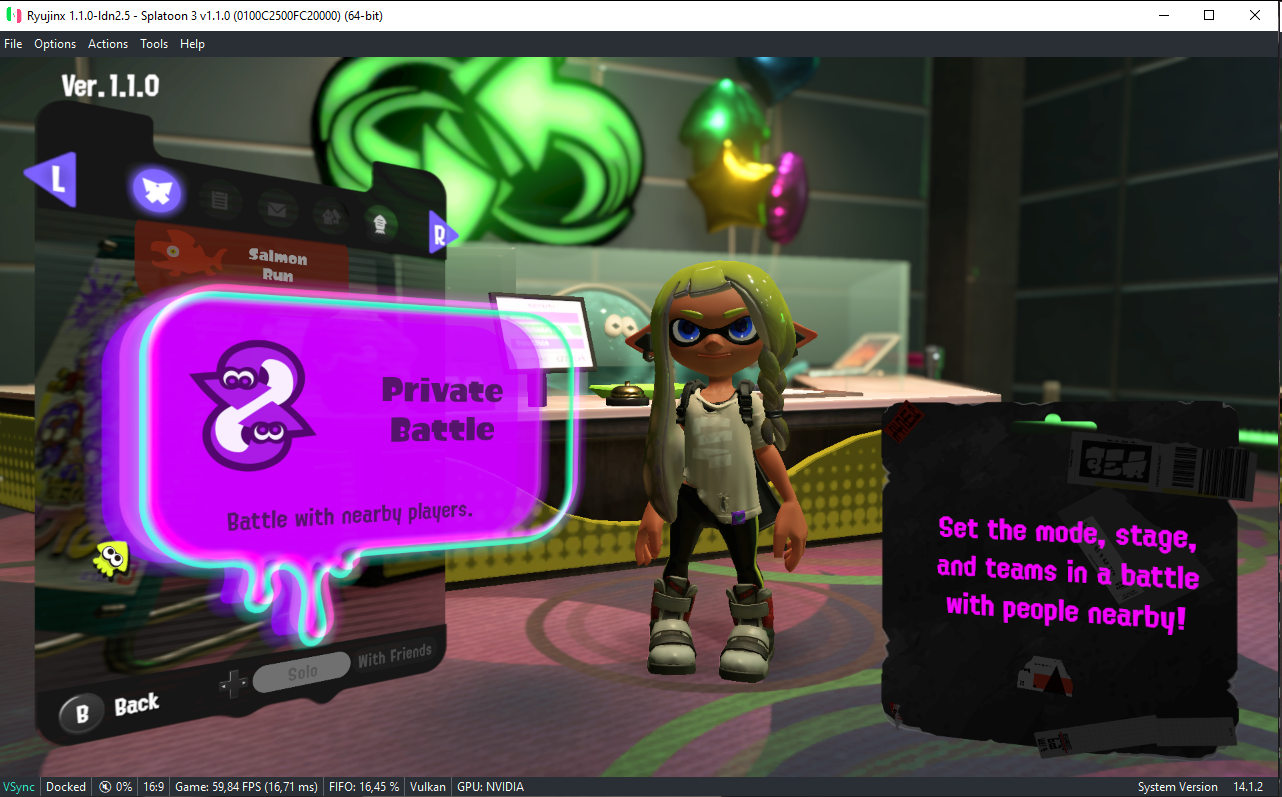 Ryujinx 1.1.0-ldn2.5 - Splatoon 3 v1.1.0 (0100C2500FC20000) (64-bit)
File Options Actions Tools Help
Ver.1.1.0
L
R
Salmon
Run
Private
Battle
Battle with nearby players.
Set the mode, stage,
and teams in a battle
with people nearby!
Solo
With Friends
B Back
VSync Docked 0% 16:9 Game: 59,84 FPS (16,71 ms) FIFO: 16,45 % Vulkan GPU: NVIDIA System Version 14.1.2